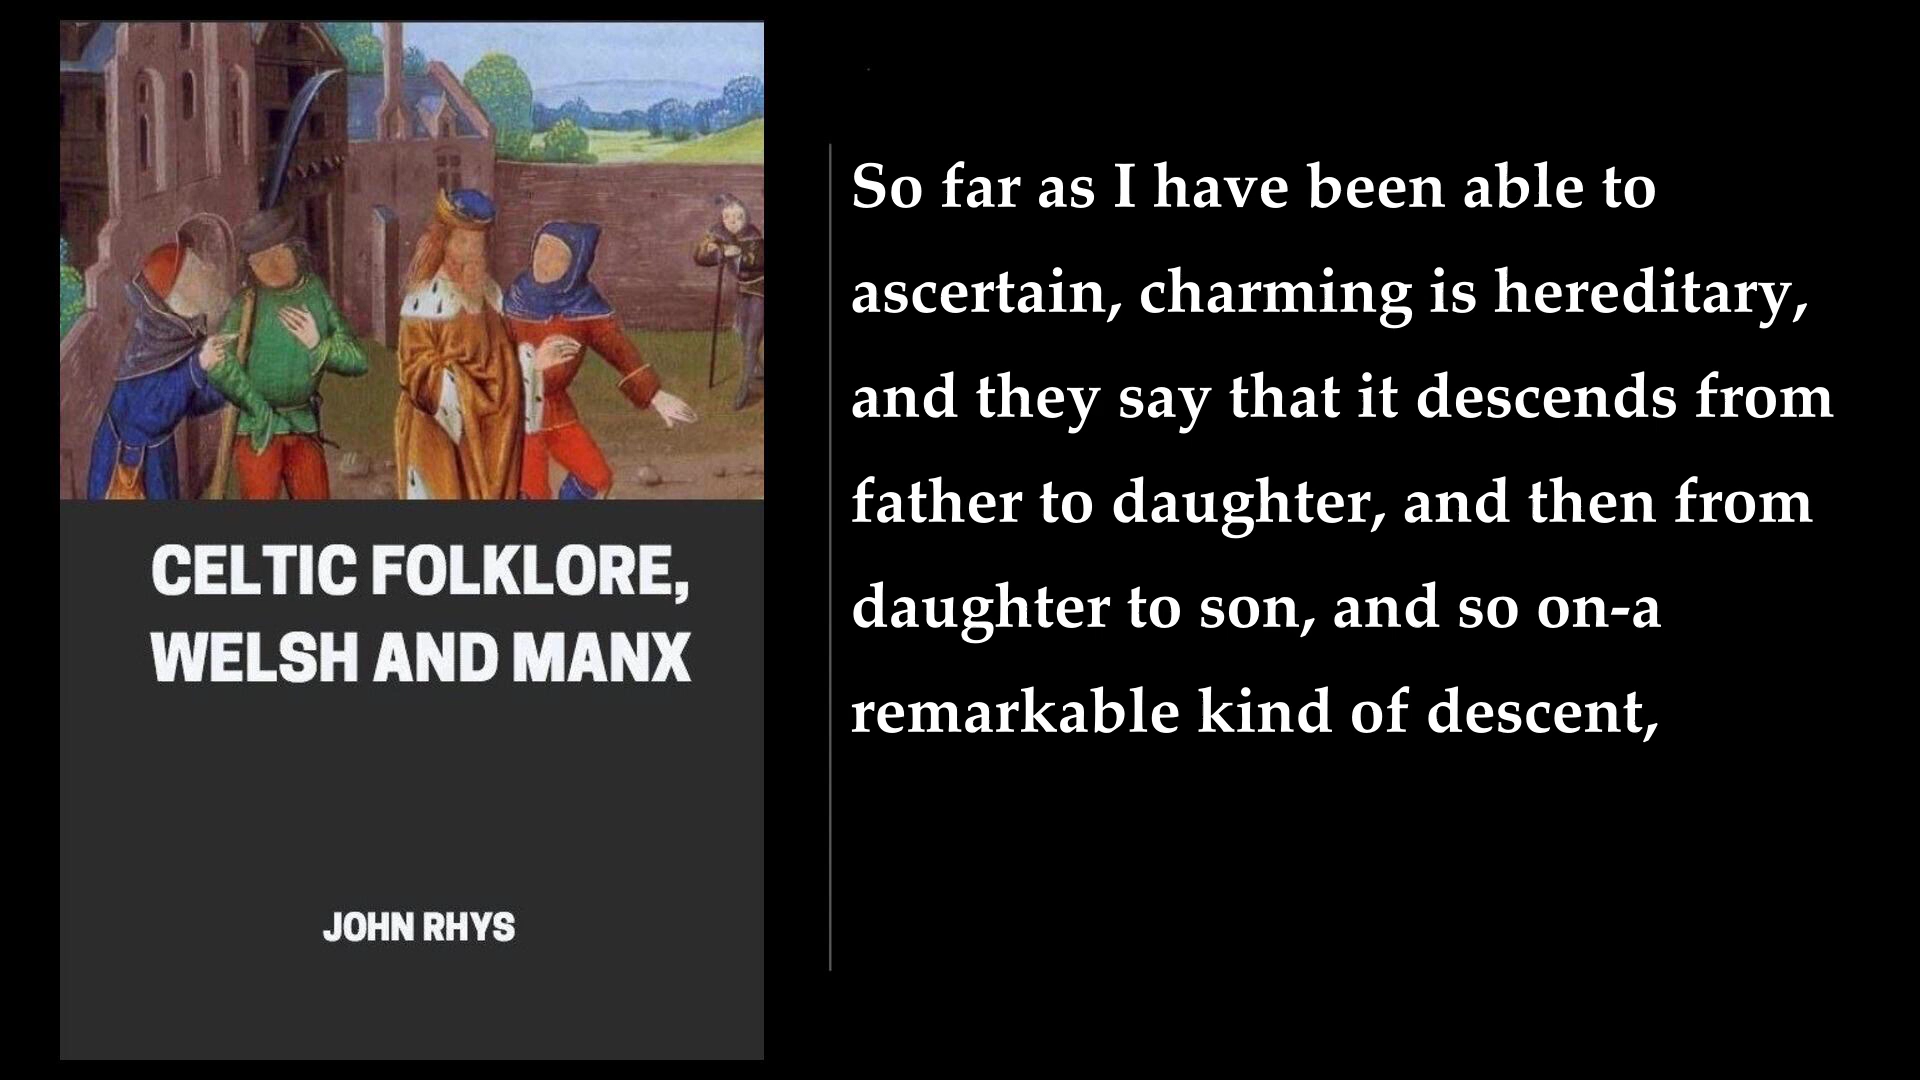 CELTIC FOLKLORE,
WELSH AND MANX
JOHN RHYS
So far as I have been able to
ascertain, charming is hereditary,
and they say that it descends from
father to daughter, and then from
daughter to son, and so on-a
remarkable kind of descent,